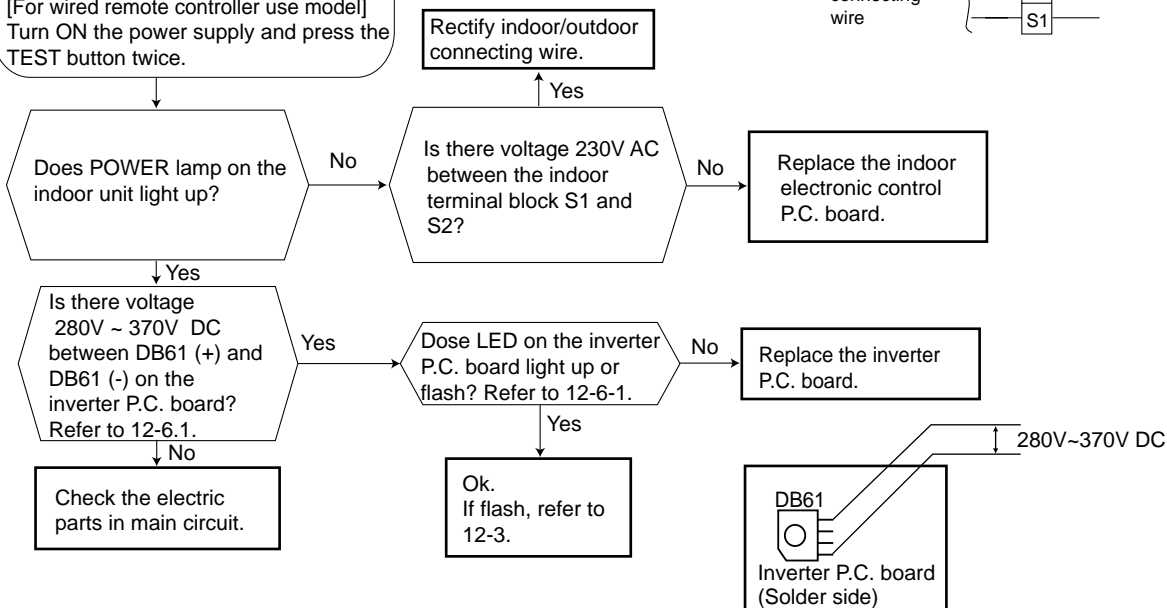 [For wired remote controller use model]
Turn ON the power supply and press the
TEST button twice.
Rectify indoor/outdoor
connecting wire.
connecting
wire
S1
Yes
Does POWER lamp on the
indoor unit light up?
No
Is there voltage 230V AC
between the indoor
terminal block S1 and
S2?
No
Replace the indoor
electronic control
P.C. board.
Yes
Is there voltage
280V ~ 370V DC
between DB61 (+) and
DB61 (-) on the
inverter P.C. board?
Refer to 12-6.1.
Yes
Dose LED on the inverter
P.C. board light up or
flash? Refer to 12-6-1.
No
Replace the inverter
P.C. board.
No
Yes
Check the electric
parts in main circuit.
Ok.
If flash, refer to
12-3.
280V~370V DC
DB61
Inverter P.C. board
(Solder side)